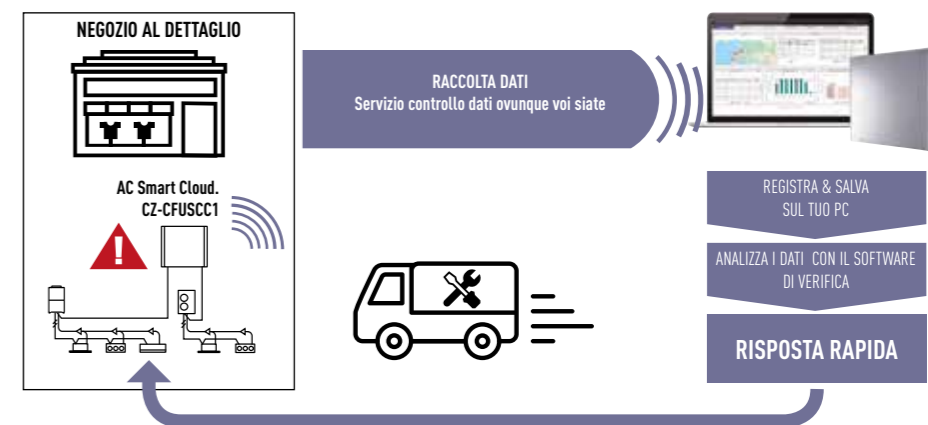 NEGOZIO AL DETTAGLIO
RACCOLTA DATI
Servizio controllo dati ovunque voi siate
AC Smart Cloud.
CZ-CFUSCC1
REGISTRA & SALVA
SUL TUO PC
ANALIZZA I DATI CON IL SOFTWARE
DI VERIFICA
RISPOSTA RAPIDA